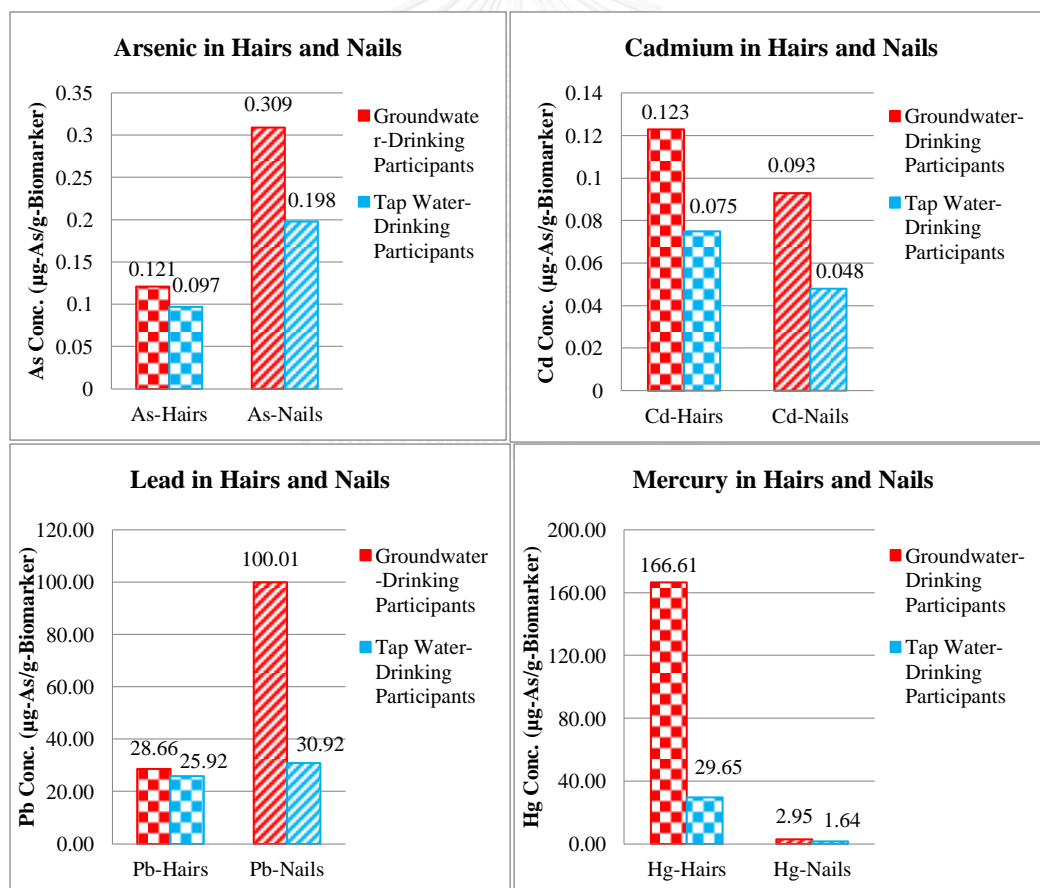 Arsenic in Hairs and Nails
As Conc. (µg-As/g-Biomarker)
0.35
0.3
0.25
0.2
0.15
0.1
0.05
0
0.121
0.097
0.309
0.198
As-Hairs
As-Nails
Groundwate
r-Drinking
Participants
Tap Water-
Drinking
Participants
Cadmium in Hairs and Nails
Cd Conc. (µg-As/g-Biomarker)
0.14
0.12
0.1
0.08
0.06
0.04
0.02
0
0.123
0.075
0.093
0.048
Cd-Hairs
Cd-Nails
Groundwater-
Drinking
Participants
Tap Water-
Drinking
Participants
Lead in Hairs and Nails
Pb Conc. (µg-As/g-Biomarker)
120.00
100.00
80.00
60.00
40.00
20.00
0.00
28.66
25.92
100.01
30.92
Pb-Hairs
Pb-Nails
Groundwater
-Drinking
Participants
Tap Water-
Drinking
Participants
Mercury in Hairs and Nails
Hg Conc. (µg-As/g-Biomarker)
200.00
160.00
120.00
80.00
40.00
0.00
166.61
29.65
2.95
1.64
Hg-Hairs
Hg-Nails
Groundwater-
Drinking
Participants
Tap Water-
Drinking
Participants